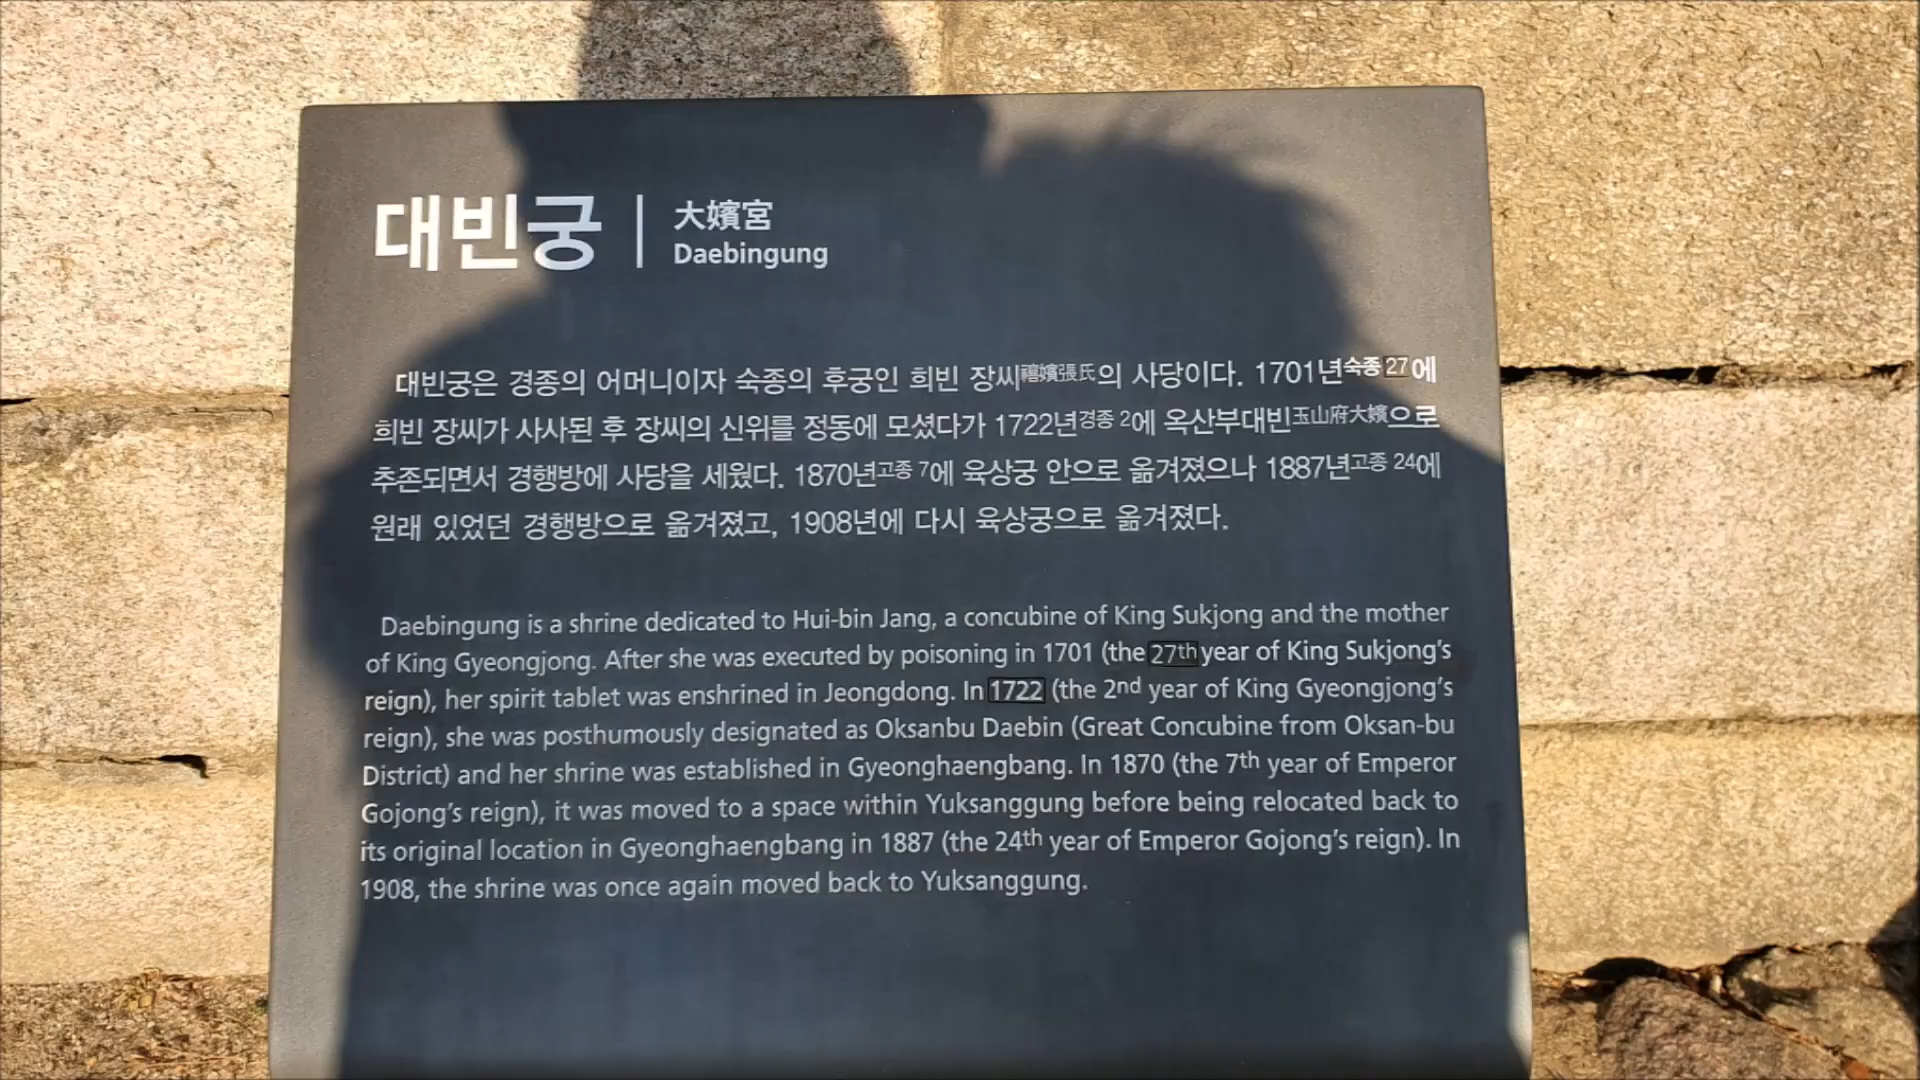 대빈궁
大嬪宮
Daebingung
대빈궁은 경종의 어머니이자 숙종의 후궁인 희빈 장씨禧嬪張氏의 사당이다. 1701년숙종 27에
희빈 장씨가 사사된 후 장씨의 신위를 정동에 모셨다가 1722년경종 2에 옥산부대빈玉山府大嬪으로
추존되면서 경행방에 사당을 세웠다. 1870년고종 7에 육상궁 안으로 옮겨졌으나 1887년고종 24에
원래 있었던 경행방으로 옮겨졌고, 1908년에 다시 육상궁으로 옮겨졌다.
Daebingung is a shrine dedicated to Hui-bin Jang, a concubine of King Sukjong and the mother
of King Gyeongjong. After she was executed by poisoning in 1701 (the 27th year of King Sukjong's
reign), her spirit tablet was enshrined in Jeongdong. In 1722 (the 2nd year of King Gyeongjong's
reign), she was posthumously designated as Oksanbu Daebin (Great Concubine from Oksan-bu
District) and her shrine was established in Gyeonghaengbang. In 1870 (the 7th year of Emperor
Gojong's reign), it was moved to a space within Yuksanggung before being relocated back to
its original location in Gyeonghaengbang in 1887 (the 24th year of Emperor Gojong's reign). In
1908, the shrine was once again moved back to Yuksanggung.